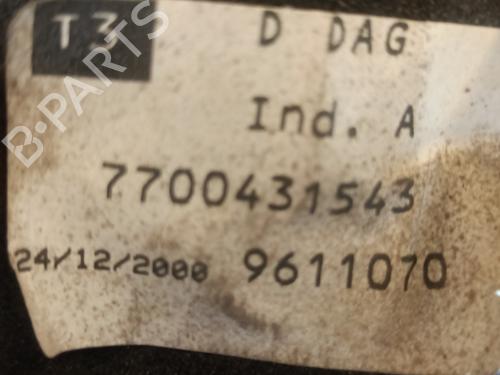 T3 D DAG
Ind. A
7700431543
24/12/2000 9611070
B-PARTS